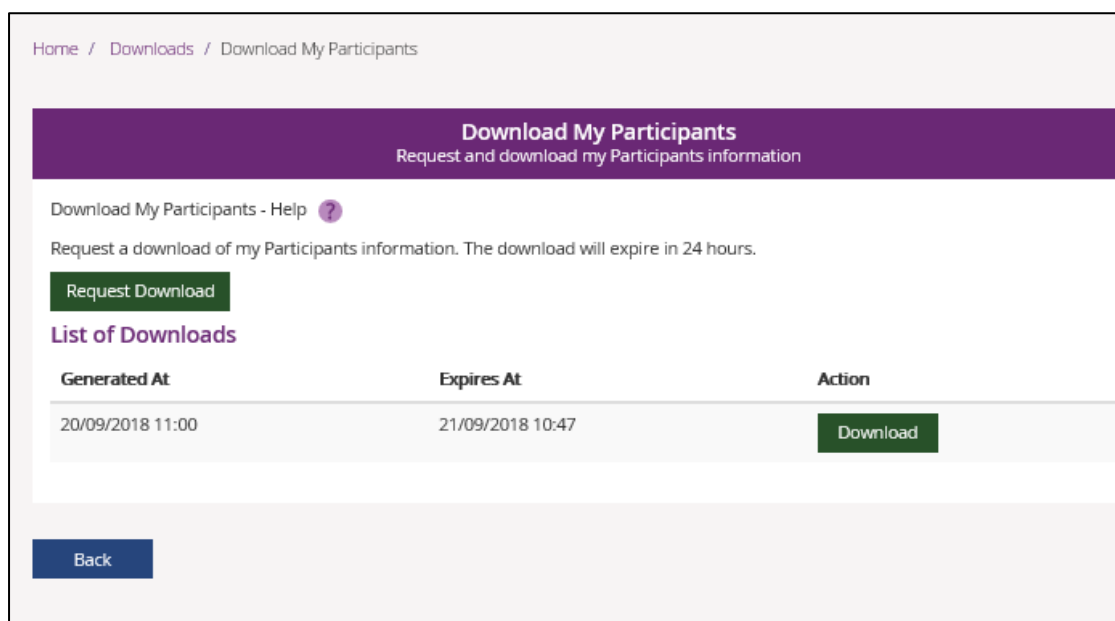 Home / Downloads / Download My Participants
Download My Participants
Request and download my Participants information
Download My Participants - Help ?
Request a download of my Participants information. The download will expire in 24 hours.
Request Download
List of Downloads
Generated At Expires At Action
20/09/2018 11:00 21/09/2018 10:47 Download
Back